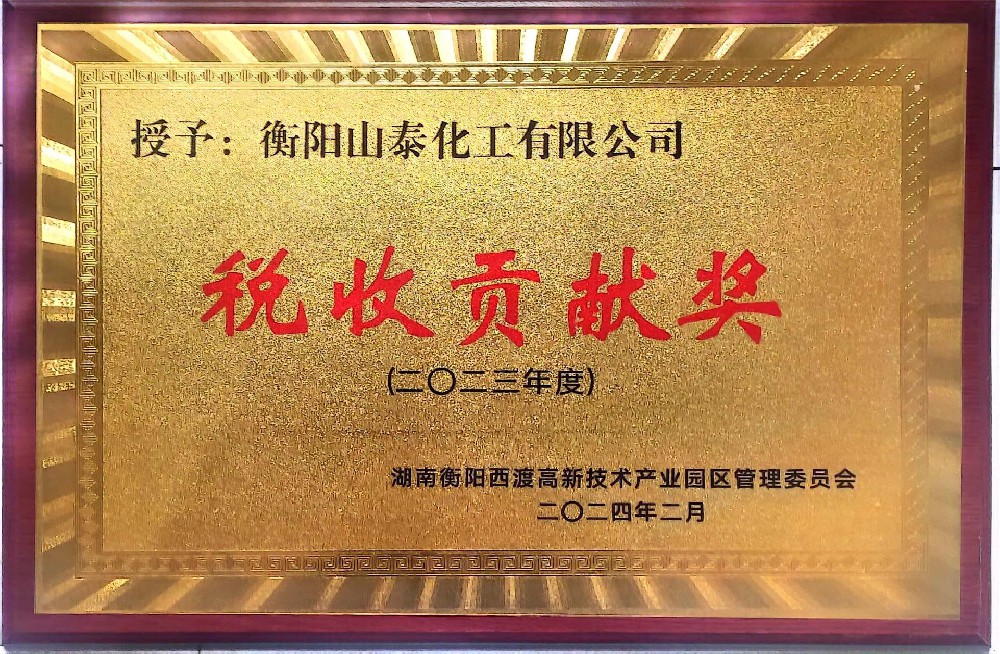 授予：衡阳山泰化工有限公司
税收贡献奖
(二〇二三年度)
湖南衡阳西渡高新技术产业园区管理委员会
二〇二四年二月